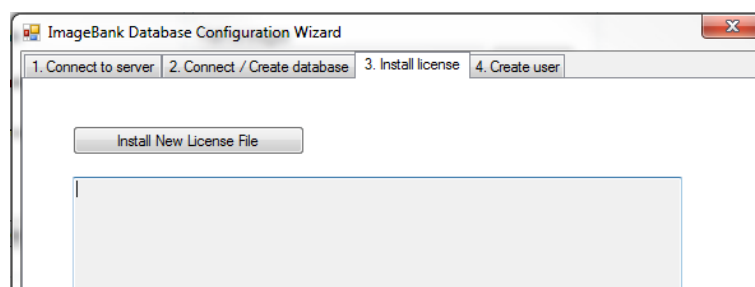 ImageBank Database Configuration Wizard
1. Connect to server 2. Connect / Create database 3. Install license 4. Create user
Install New License File